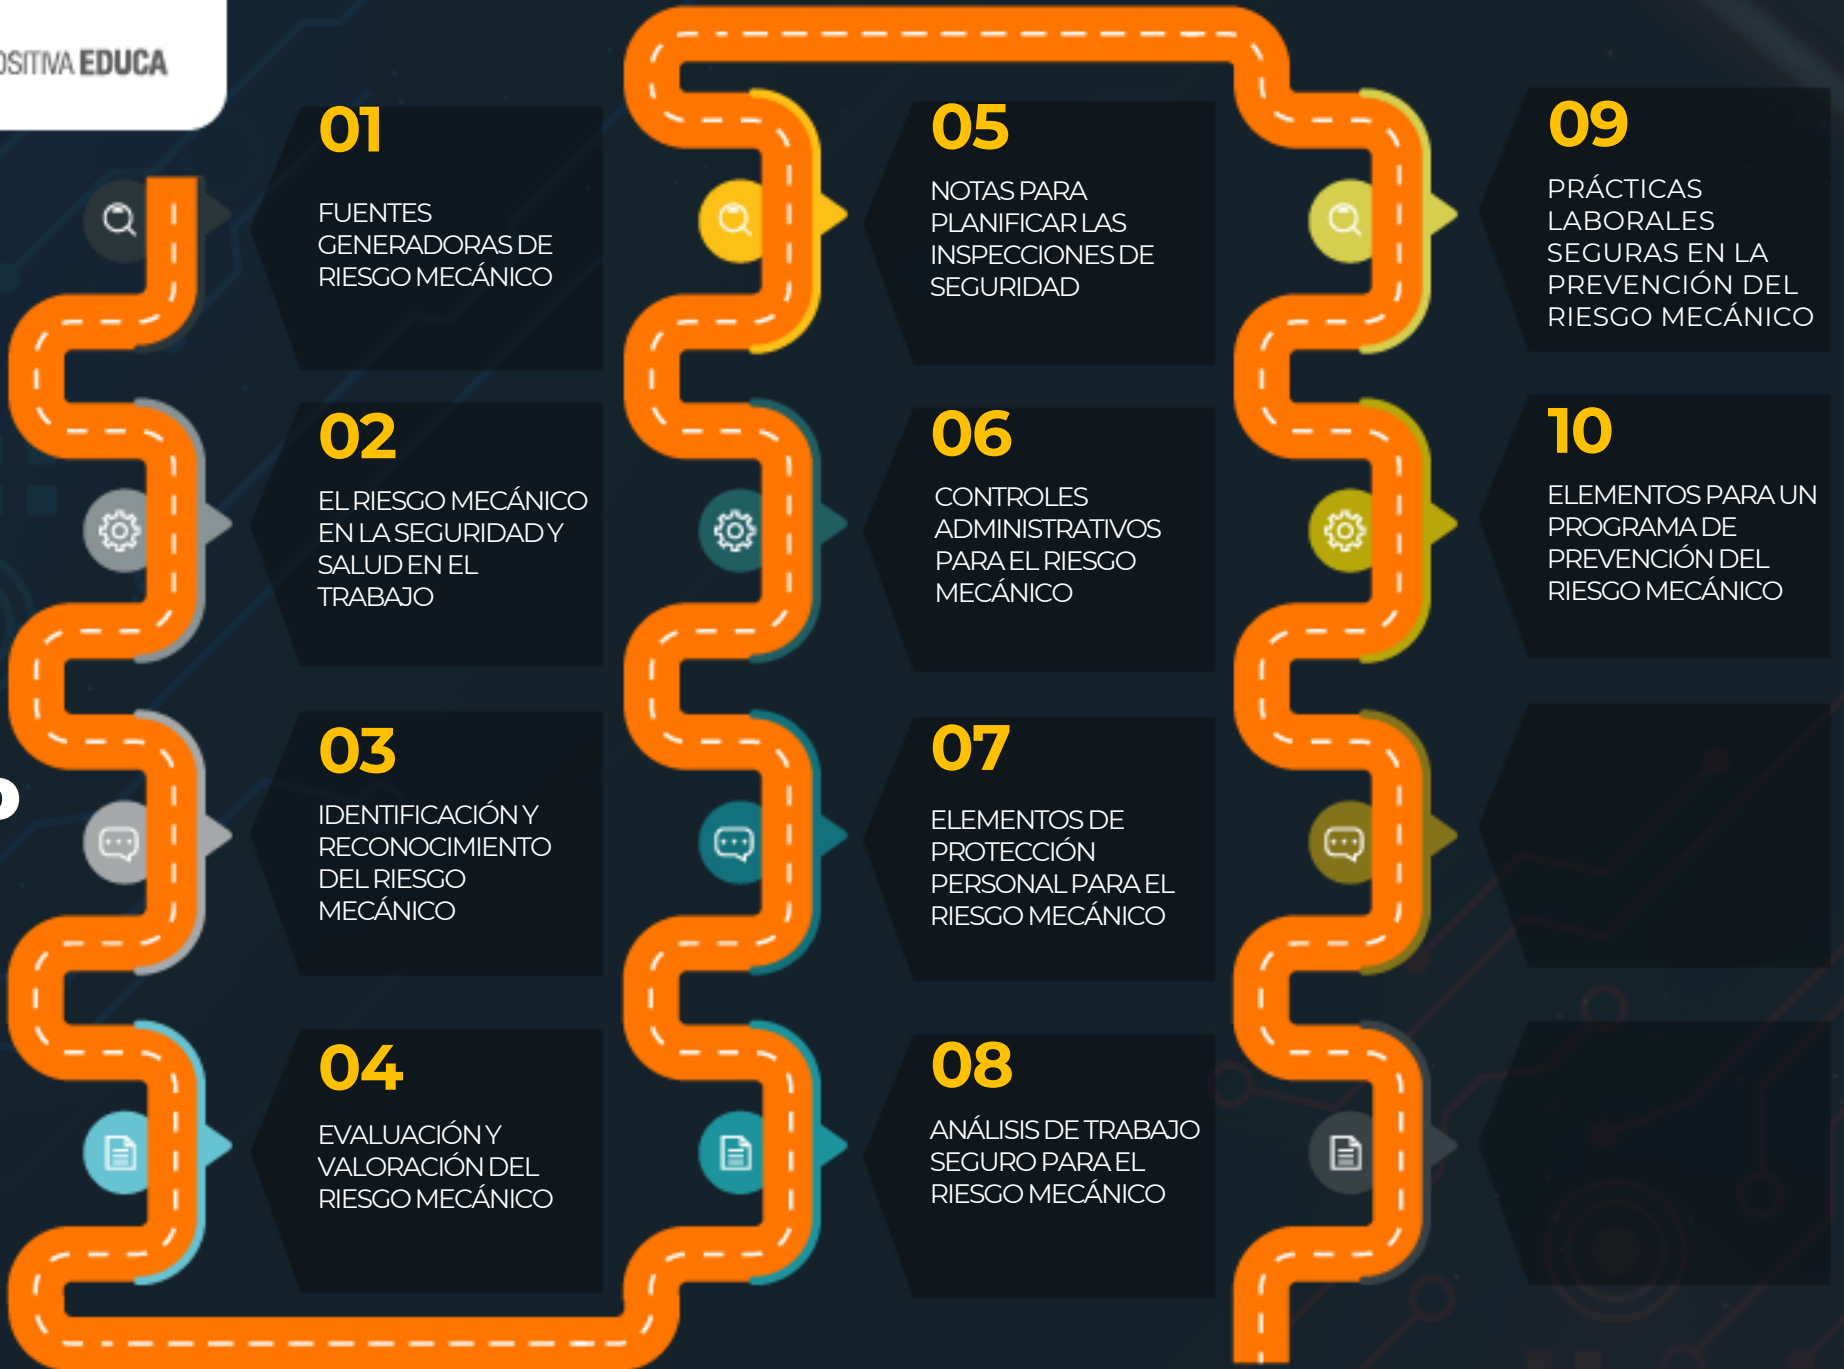 EDUCA
01
FUENTES
GENERADORAS DE
RIESGO MECÁNICO
02
EL RIESGO MECÁNICO
EN LA SEGURIDAD Y
SALUD EN EL
TRABAJO
03
IDENTIFICACIÓN Y
RECONOCIMIENTO
DEL RIESGO
MECÁNICO
04
EVALUACIÓN Y
VALORACIÓN DEL
RIESGO MECÁNICO
05
NOTAS PARA
PLANIFICAR LAS
INSPECCIONES DE
SEGURIDAD
06
CONTROLES
ADMINISTRATIVOS
PARA EL RIESGO
MECÁNICO
07
ELEMENTOS DE
PROTECCIÓN
PERSONAL PARA EL
RIESGO MECÁNICO
08
ANÁLISIS DE TRABAJO
SEGURO PARA EL
RIESGO MECÁNICO
09
PRÁCTICAS
LABORALES
SEGURAS EN LA
PREVENCIÓN DEL
RIESGO MECÁNICO
10
ELEMENTOS PARA UN
PROGRAMA DE
PREVENCIÓN DEL
RIESGO MECÁNICO